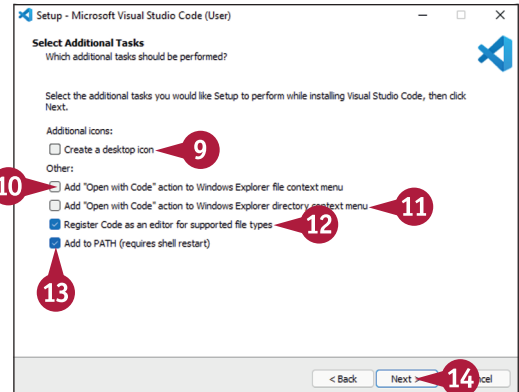 Setup - Microsoft Visual Studio Code (User)
Select Additional Tasks
Which additional tasks should be performed?
Select the additional tasks you would like Setup to perform while installing Visual Studio Code, then click
Next.
Additional icons:
Create a desktop icon 9
Other:
10 Add "Open with Code" action to Windows Explorer file context menu
Add "Open with Code" action to Windows Explorer directory context menu 11
Register Code as an editor for supported file types 12
Add to PATH (requires shell restart)
13
< Back Next > 14